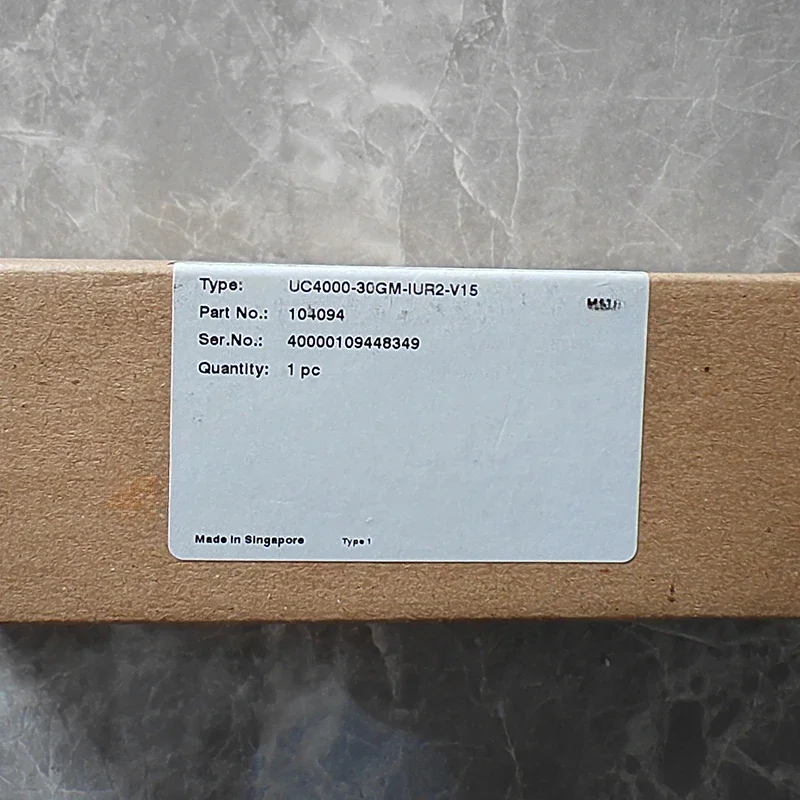 Type: UC4000-30GM-IUR2-V15
Part No.: 104094
Ser.No.: 40000109448349
Quantity: 1 pc
Made in Singapore Type 1